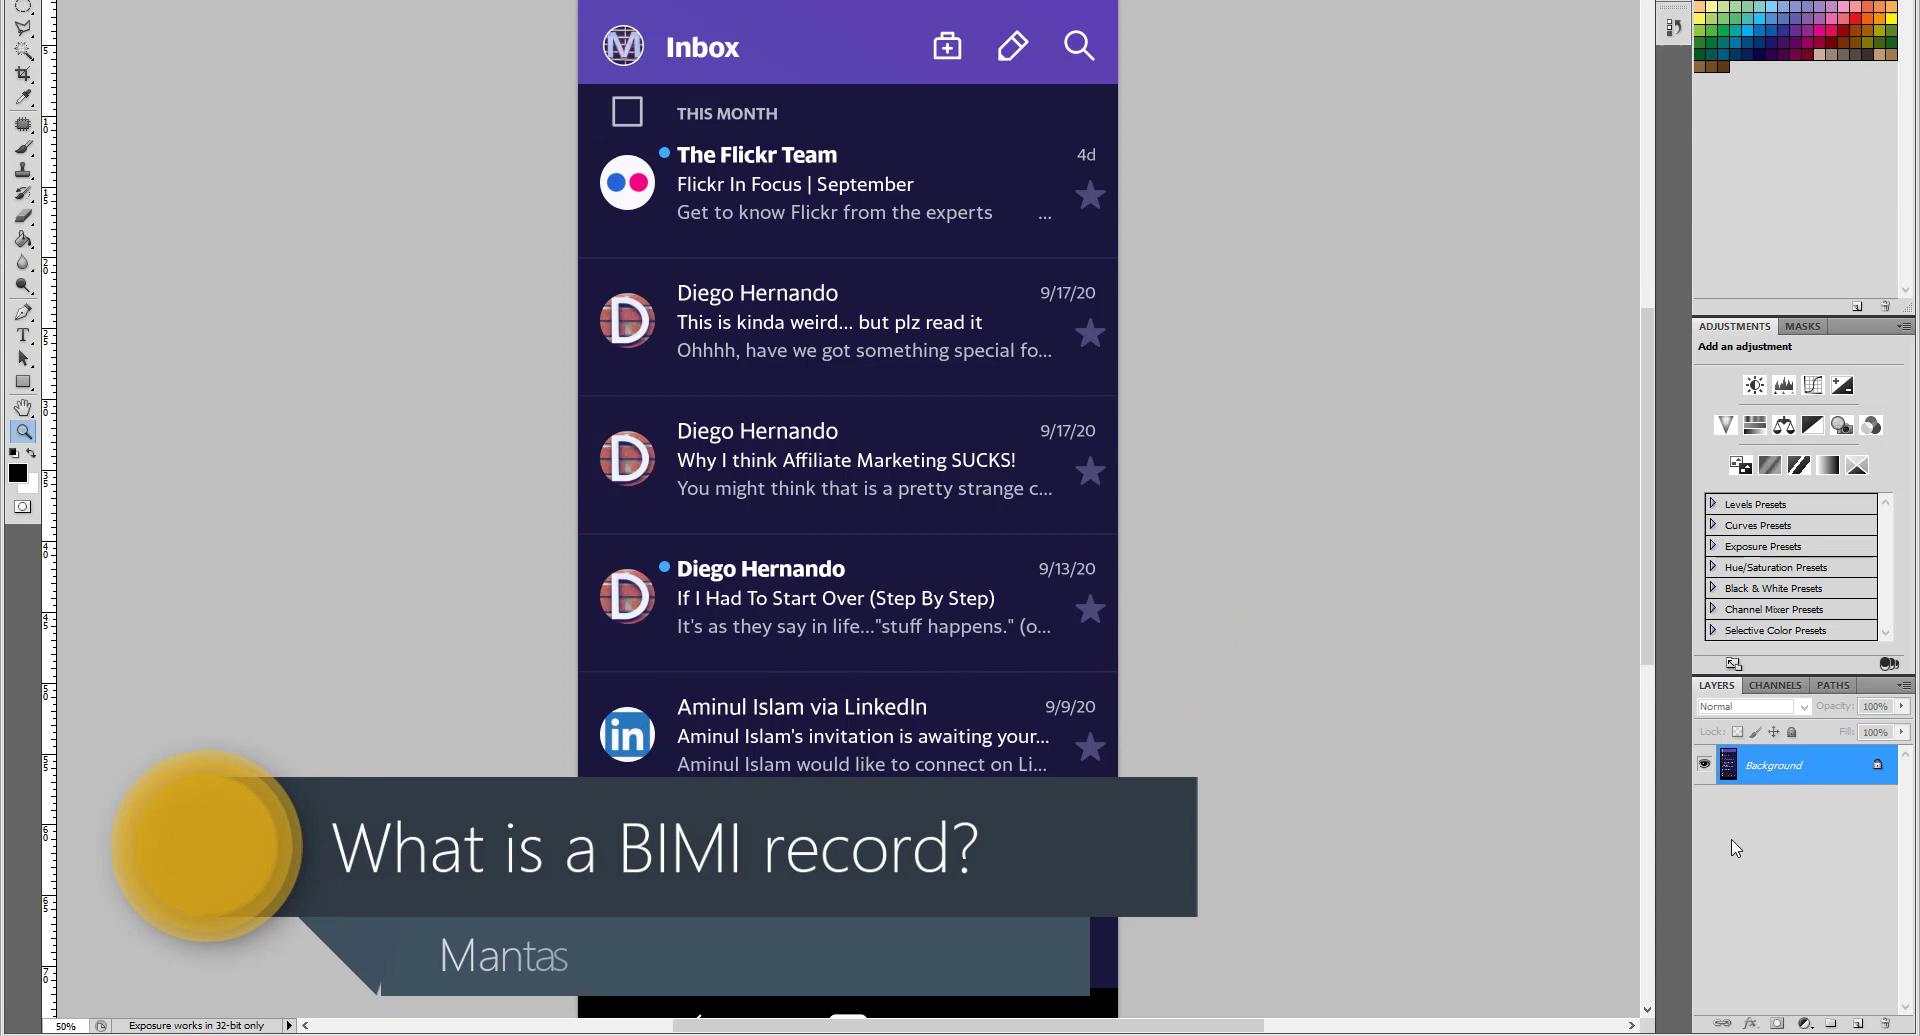 M
Inbox
THIS MONTH
The Flickr Team 4d
Flickr In Focus | September
Get to know Flickr from the experts ...
D
Diego Hernando 9/17/20
This is kinda weird... but plz read it
Ohhhh, have we got something special fo...
D
Diego Hernando 9/17/20
Why I think Affiliate Marketing SUCKS!
You might think that is a pretty strange c...
D
Diego Hernando 9/13/20
If I Had To Start Over (Step By Step)
It's as they say in life..."stuff happens." (o...
in
Aminul Islam via LinkedIn 9/9/20
Aminul Islam's invitation is awaiting your...
Aminul Islam would like to connect on Li...
What is a BIMI record?
Mantas
50%
Exposure works in 32-bit only
ADJUSTMENTS MASKS
Add an adjustment
Levels Presets
Curves Presets
Exposure Presets
Hue/Saturation Presets
Black & White Presets
Channel Mixer Presets
Selective Color Presets
LAYERS CHANNELS PATHS
Normal Opacity: 100%
Lock: Fill: 100%
Background